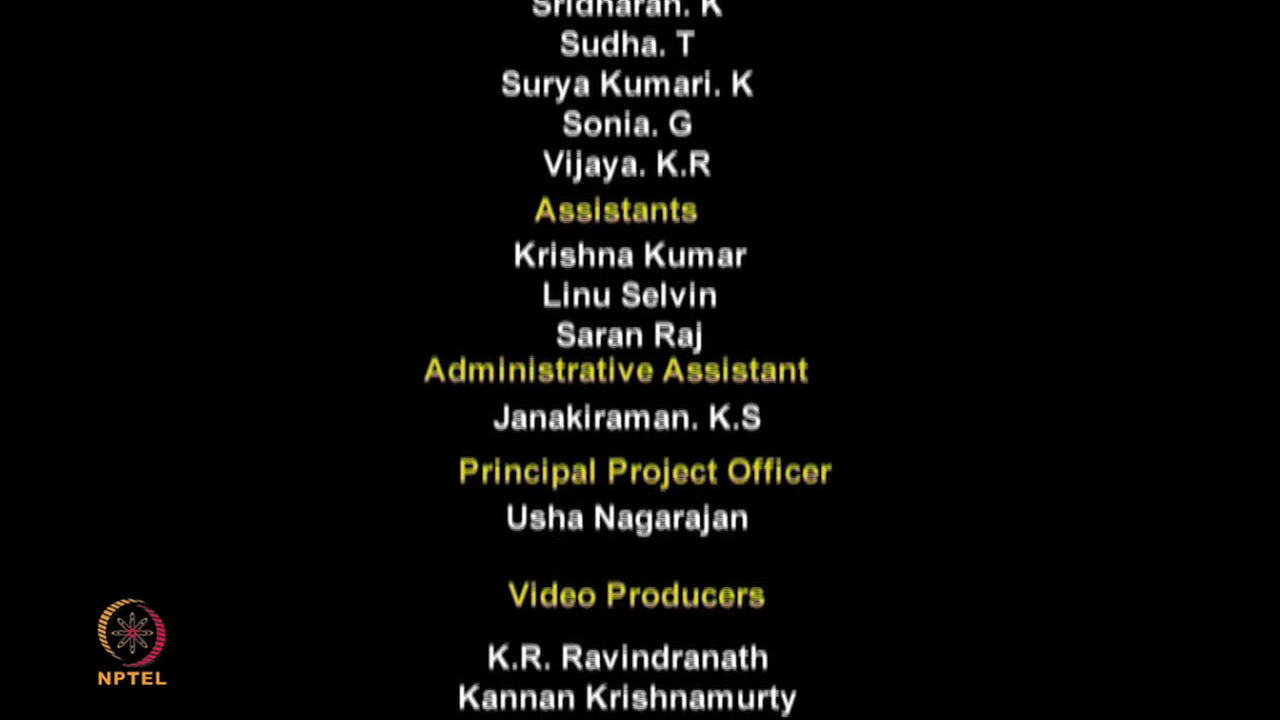 Sridharan. K
Sudha. T
Surya Kumari. K
Sonia. G
Vijaya. K.R
Assistants
Krishna Kumar
Linu Selvin
Saran Raj
Administrative Assistant
Janakiraman. K.S
Principal Project Officer
Usha Nagarajan
Video Producers
K.R. Ravindranath
Kannan Krishnamurty
NPTEL